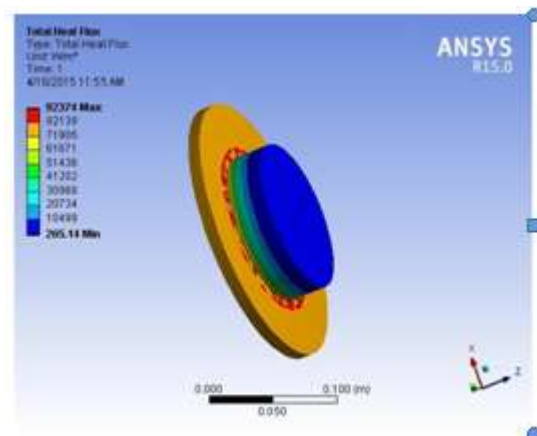 Total Heat Flux
Type: Total Heat Flux
Unit: W/m²
Time: 1
4/18/2015 11:55 AM
ANSYS
R15.0
92374 Max
82139
71905
61671
51436
41202
30968
20734
10499
265.14 Min
0.000
0.100 (m)
0.050
X
Z